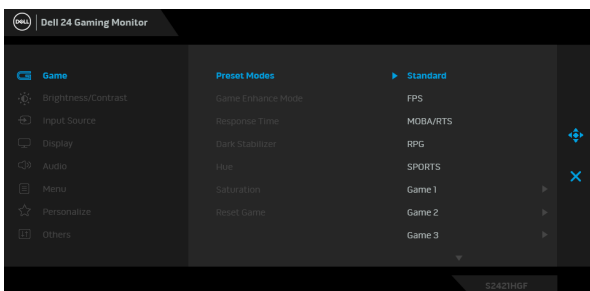 DELL
Dell 24 Gaming Monitor
Game
Preset Modes
Standard
Brightness/Contrast
Game Enhance Mode
FPS
Input Source
Response Time
MOBA/RTS
Display
Dark Stabilizer
RPG
Audio
Hue
SPORTS
Menu
Saturation
Game 1
Personalize
Reset Game
Game 2
Others
Game 3
S2421HGF